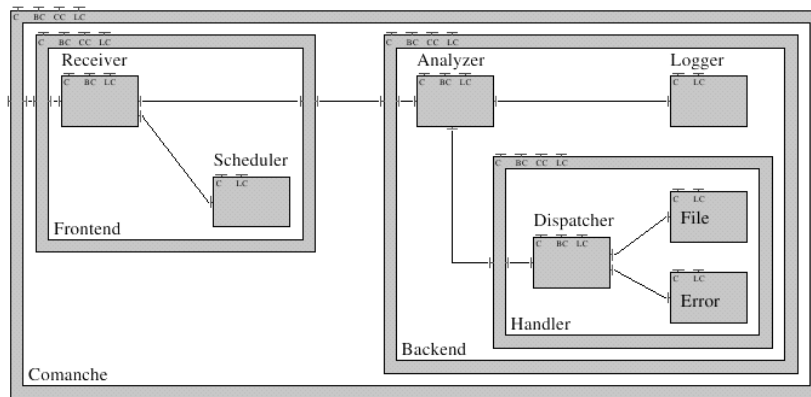 C BC CC LC
C BC CC LC
C BC CC LC
Receiver
Analyzer
Logger
C BC LC
C BC LC
C LC
Scheduler
C LC
C BC CC LC
Dispatcher
C LC
File
Frontend
C BC LC
C LC
Error
Handler
Backend
Comanche